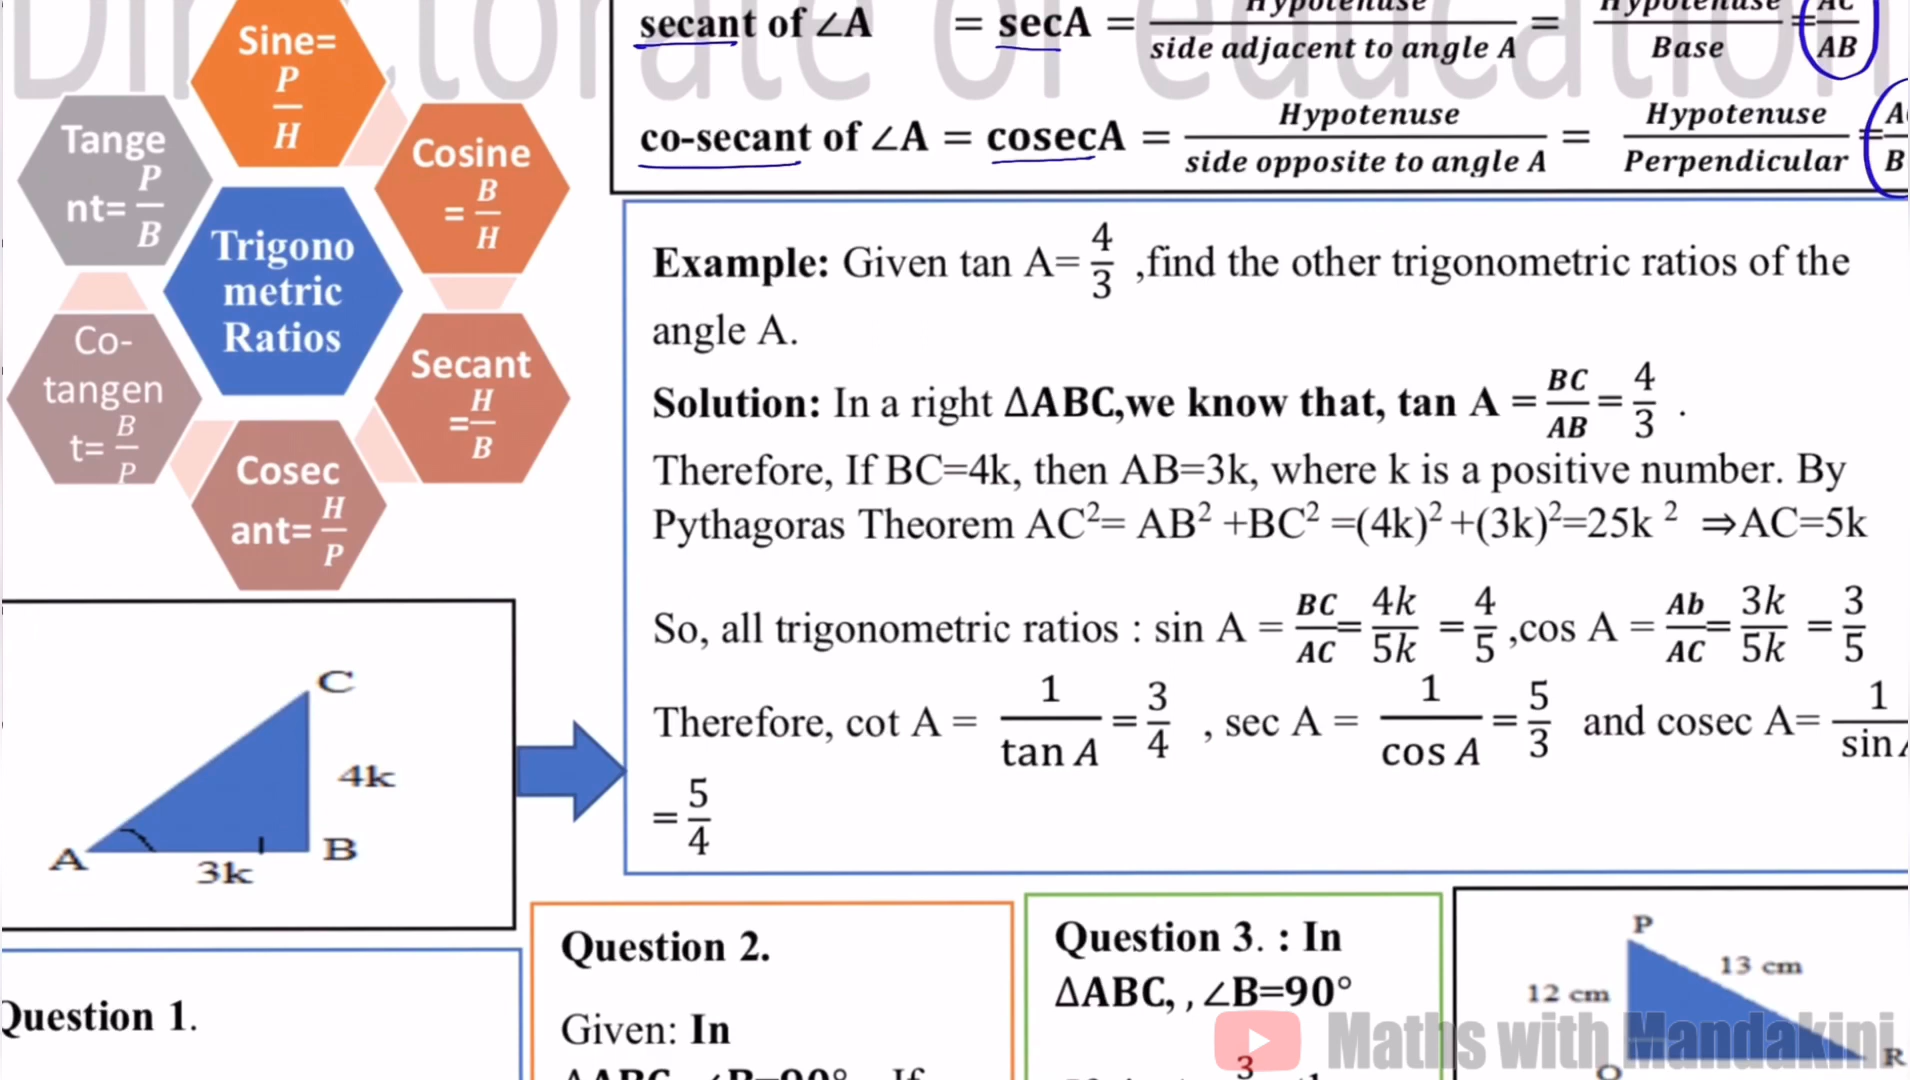 Directorate of education
Sine=
P
H
Tange
nt= P
B
Cosine
= B
H
Trigono
metric
Ratios
Co-
tangen
t= B
P
Secant
= H
B
Cosec
ant= H
P
secant of ∠A = secA = Hypotenuse / side adjacent to angle A = Hypotenuse / Base = AC / AB
co-secant of ∠A = cosecA = Hypotenuse / side opposite to angle A = Hypotenuse / Perpendicular =
Example: Given tan A= 4/3 ,find the other trigonometric ratios of the
angle A.
Solution: In a right ΔABC,we know that, tan A = BC/AB = 4/3 .
Therefore, If BC=4k, then AB=3k, where k is a positive number. By
Pythagoras Theorem AC²= AB² +BC² =(4k)² +(3k)²=25k ² ⇒AC=5k
So, all trigonometric ratios : sin A = BC/AC = 4k/5k = 4/5 ,cos A = Ab/AC = 3k/5k = 3/5
Therefore, cot A = 1/tan A = 3/4 , sec A = 1/cos A = 5/3 and cosec A= 1/sin A
= 5/4
C
4k
A
B
3k
Question 1.
Question 2.
Given: In
ΔABC, ∠B=90° . If
Question 3. : In
ΔABC, , ∠B=90°
3
P
13 cm
12 cm
Q
R
Maths with Mandakini